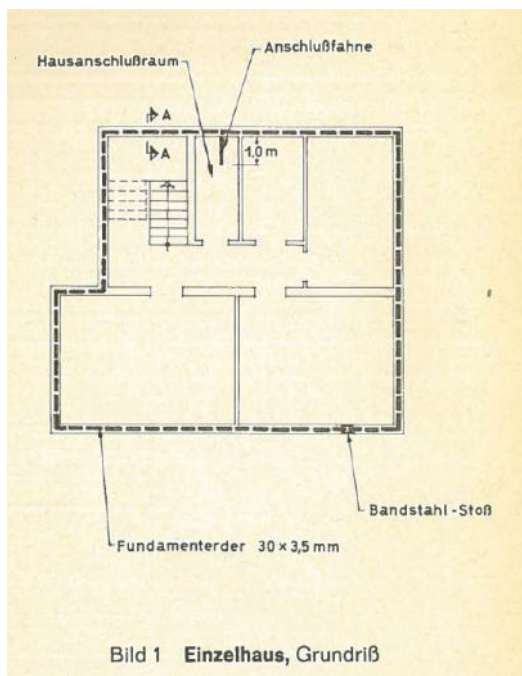 Anschlußfahne
Hausanschlußraum
A
A
1,0 m
Bandstahl-Stoß
Fundamenterder 30 × 3,5 mm
Bild 1 Einzelhaus, Grundriß